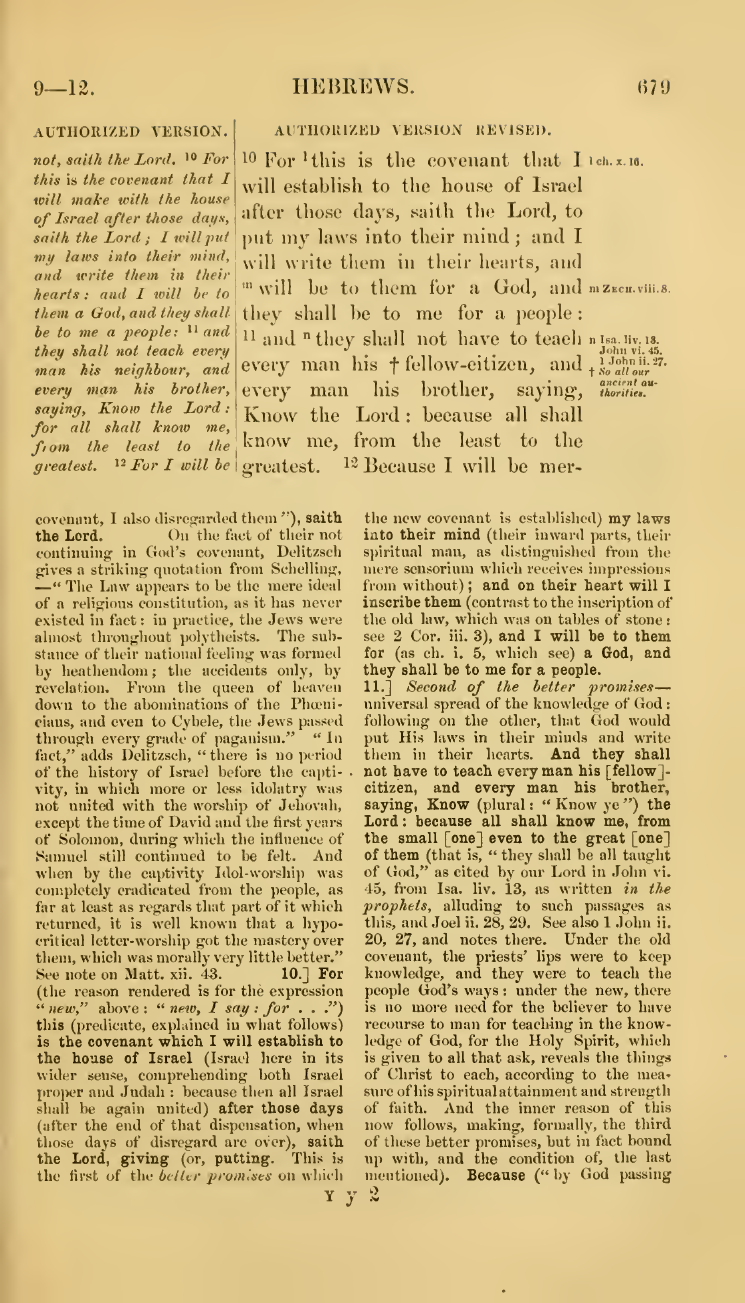 9—12.
HEBREWS.
679
AUTHORIZED VERSION.
not, saith the Lord. 10 For
this is the covenant that I
will make with the house
of Israel after those days,
saith the Lord; I will put
my laws into their mind,
and write them in their
hearts: and I will be to
them a God, and they shall
be to me a people: 11 and
they shall not teach every
man his neighbour, and
every man his brother,
saying, Know the Lord:
for all shall know me,
from the least to the
greatest. 12 For I will be
AUTHORIZED VERSION REVISED.
10 For l this is the covenant that I
will establish to the house of Israel
after those days, saith the Lord, to
put my laws into their mind; and I
will write them in their hearts, and
m will be to them for a God, and
they shall be to me for a people:
11 and n they shall not have to teach
every man his † fellow-citizen, and
every man his brother, saying,
Know the Lord: because all shall
know me, from the least to the
greatest. 12 Because I will be mer-
l ch. x. 16.
m ZECH. viii. 8.
n Isa. liv. 13.
John vi. 45.
1 John ii. 27.
† So all our
ancient au-
thorities.
covenant, I also disregarded them"), saith
the Lord. On the fact of their not
continuing in God's covenant, Delitzsch
gives a striking quotation from Schelling,
—"The Law appears to be the mere ideal
of a religious constitution, as it has never
existed in fact: in practice, the Jews were
almost throughout polytheists. The sub-
stance of their national feeling was formed
by heathendom; the accidents only, by
revelation. From the queen of heaven
down to the abominations of the Phœni-
cians, and even to Cybele, the Jews passed
through every grade of paganism." "In
fact," adds Delitzsch, "there is no period
of the history of Israel before the capti-
vity, in which more or less idolatry was
not united with the worship of Jehovah,
except the time of David and the first years
of Solomon, during which the influence of
Samuel still continued to be felt. And
when by the captivity Idol-worship was
completely eradicated from the people, as
far at least as regards that part of it which
returned, it is well known that a hypo-
critical letter-worship got the mastery over
them, which was morally very little better."
See note on Matt. xii. 43. 10.] For
(the reason rendered is for the expression
"new," above: "new, I say: for . . .")
this (predicate, explained in what follows)
is the covenant which I will establish to
the house of Israel (Israel here in its
wider sense, comprehending both Israel
proper and Judah: because then all Israel
shall be again united) after those days
(after the end of that dispensation, when
those days of disregard are over), saith
the Lord, giving (or, putting. This is
the first of the better promises on which
the new covenant is established) my laws
into their mind (their inward parts, their
spiritual man, as distinguished from the
mere sensorium which receives impressions
from without); and on their heart will I
inscribe them (contrast to the inscription of
the old law, which was on tables of stone:
see 2 Cor. iii. 3), and I will be to them
for (as ch. i. 5, which see) a God, and
they shall be to me for a people.
11.] Second of the better promises—
universal spread of the knowledge of God:
following on the other, that God would
put His laws in their minds and write
them in their hearts. And they shall
not have to teach every man his [fellow]-
citizen, and every man his brother,
saying, Know (plural: "Know ye") the
Lord: because all shall know me, from
the small [one] even to the great [one]
of them (that is, "they shall be all taught
of God," as cited by our Lord in John vi.
45, from Isa. liv. 13, as written in the
prophets, alluding to such passages as
this, and Joel ii. 28, 29. See also 1 John ii.
20, 27, and notes there. Under the old
covenant, the priests' lips were to keep
knowledge, and they were to teach the
people God's ways: under the new, there
is no more need for the believer to have
recourse to man for teaching in the know-
ledge of God, for the Holy Spirit, which
is given to all that ask, reveals the things
of Christ to each, according to the mea-
sure of his spiritual attainment and strength
of faith. And the inner reason of this
now follows, making, formally, the third
of these better promises, but in fact bound
up with, and the condition of, the last
mentioned). Because ("by God passing
Y y 2